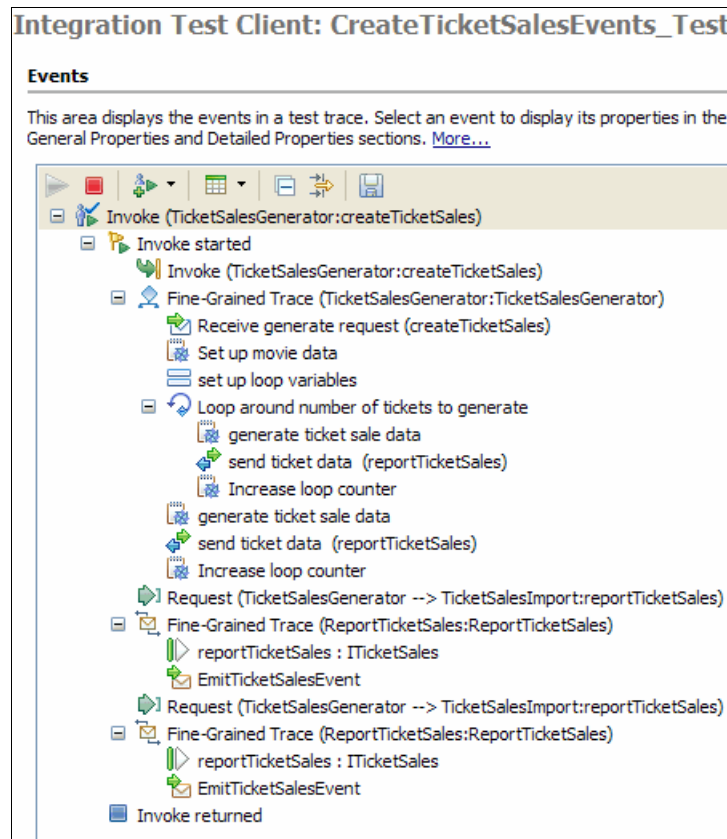 Integration Test Client: CreateTicketSalesEvents_Test
Events
This area displays the events in a test trace. Select an event to display its properties in the
General Properties and Detailed Properties sections. More...
Invoke (TicketSalesGenerator:createTicketSales)
Invoke started
Invoke (TicketSalesGenerator:createTicketSales)
Fine-Grained Trace (TicketSalesGenerator:TicketSalesGenerator)
Receive generate request (createTicketSales)
Set up movie data
set up loop variables
Loop around number of tickets to generate
generate ticket sale data
send ticket data (reportTicketSales)
Increase loop counter
generate ticket sale data
send ticket data (reportTicketSales)
Increase loop counter
Request (TicketSalesGenerator --> TicketSalesImport:reportTicketSales)
Fine-Grained Trace (ReportTicketSales:ReportTicketSales)
reportTicketSales : ITicketSales
EmitTicketSalesEvent
Request (TicketSalesGenerator --> TicketSalesImport:reportTicketSales)
Fine-Grained Trace (ReportTicketSales:ReportTicketSales)
reportTicketSales : ITicketSales
EmitTicketSalesEvent
Invoke returned